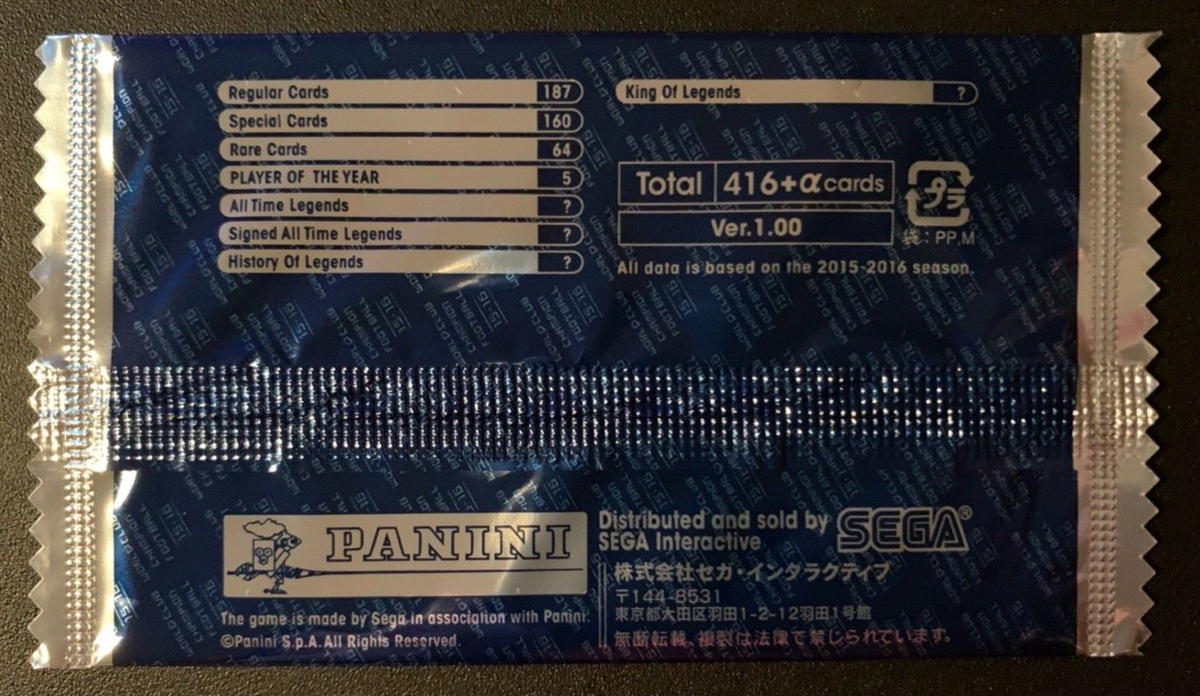 Regular Cards 187
Special Cards 160
Rare Cards 64
PLAYER OF THE YEAR 5
All Time Legends ?
Signed All Time Legends ?
History Of Legends ?
King Of Legends ?
Total 416+αcards
Ver.1.00
プラ
袋:PP,M
All data is based on the 2015-2016 season.
PANINI
The game is made by Sega in association with Panini.
©Panini S.p.A. All Rights Reserved.
Distributed and sold by
SEGA Interactive
SEGA®
株式会社セガ・インタラクティブ
〒144-8531
東京都大田区羽田1-2-12羽田1号館
無断転載、複製は法律で禁じられています。